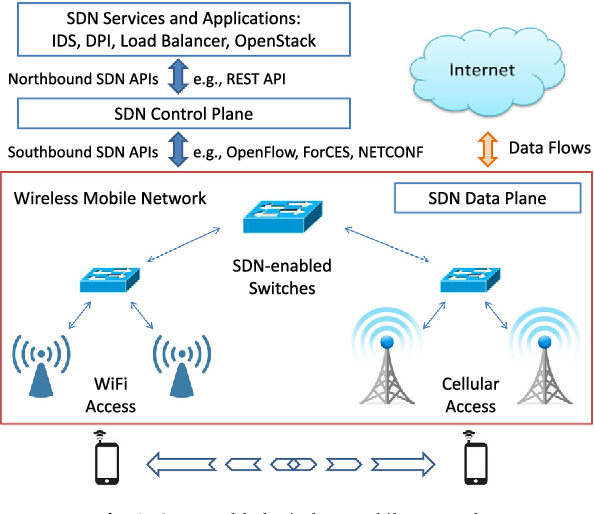 SDN Services and Applications:
IDS, DPI, Load Balancer, OpenStack
Northbound SDN APIs
e.g., REST API
Internet
SDN Control Plane
Southbound SDN APIs
e.g., OpenFlow, ForCES, NETCONF
Data Flows
Wireless Mobile Network
SDN Data Plane
SDN-enabled
Switches
WiFi
Access
Cellular
Access